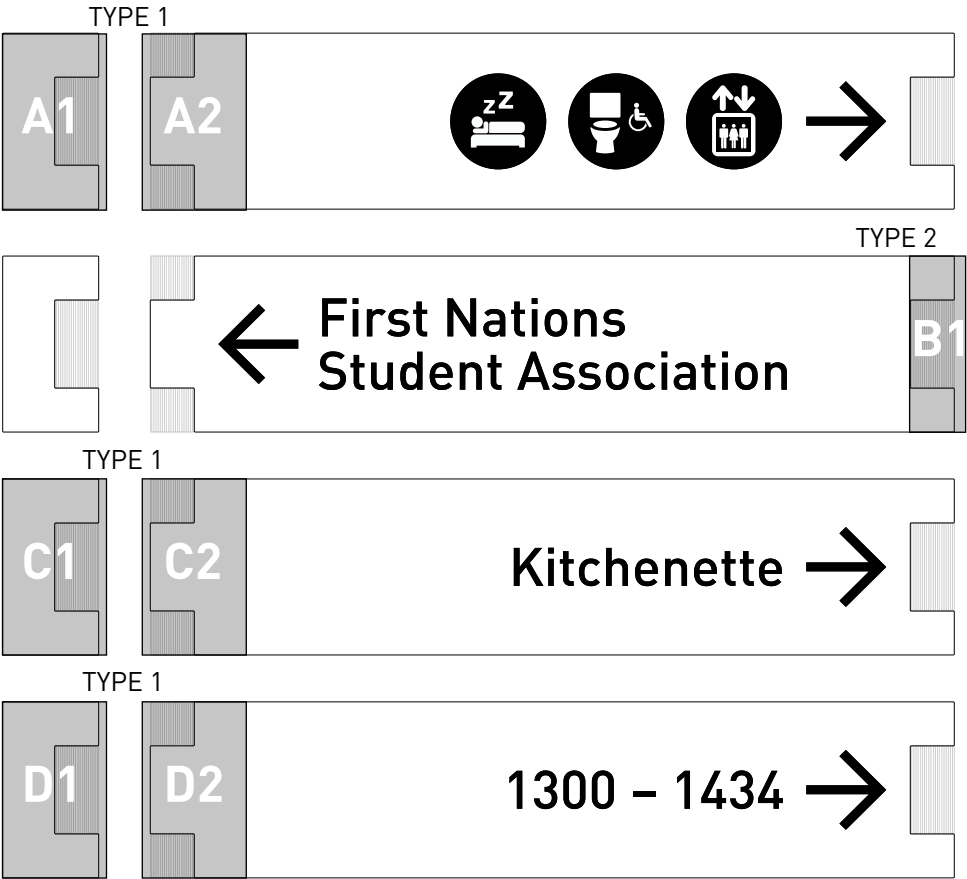 TYPE 1
A1 A2 zZ
TYPE 2
First Nations
Student Association
B1
TYPE 1
C1 C2 Kitchenette
TYPE 1
D1 D2 1300 – 1434